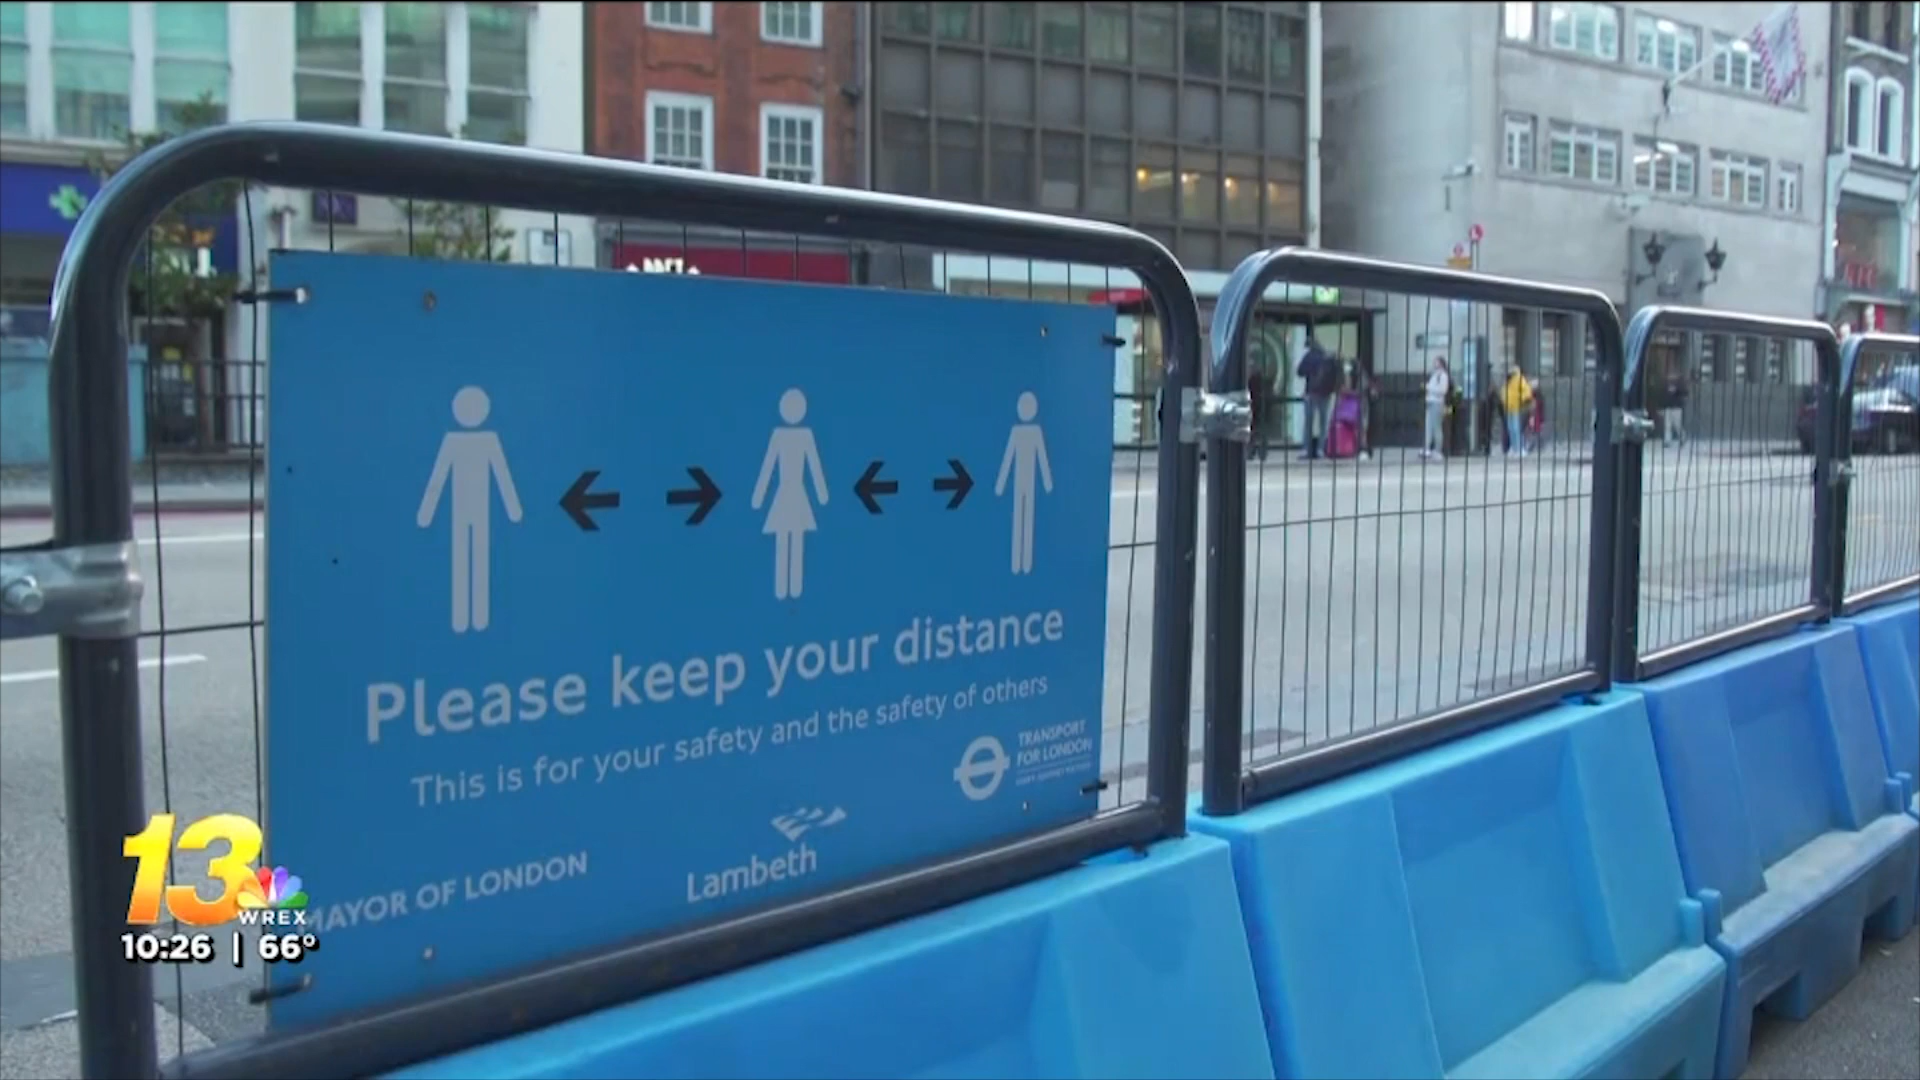 Please keep your distance
This is for your safety and the safety of others
TRANSPORT
FOR LONDON
Lambeth
MAYOR OF LONDON
13
WREX
10:26 | 66°